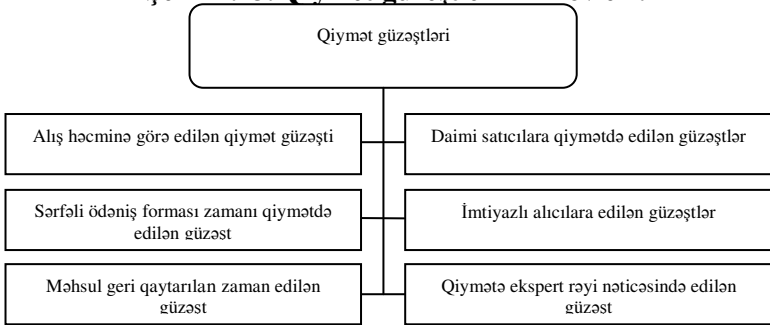 Qiymət güzəştləri
Alış həcminə görə edilən qiymət güzəşti
Daimi satıcılara qiymətdə edilən güzəştlər
Sərfəli ödəniş forması zamanı qiymətdə
edilən güzəşt
İmtiyazlı alıcılara edilən güzəştlər
Məhsul geri qaytarılan zaman edilən
güzəşt
Qiymətə ekspert rəyi nəticəsində edilən
güzəşt